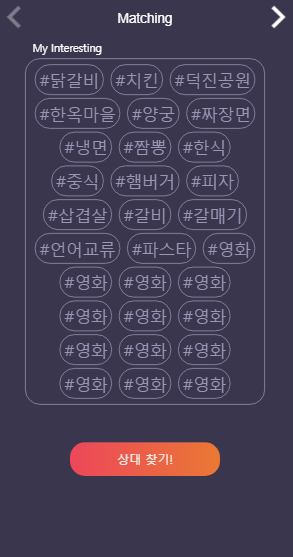 Matching
My Interesting
#닭갈비 #치킨 #덕진공원
#한옥마을 #양궁 #짜장면
#냉면 #짬뽕 #한식
#중식 #햄버거 #피자
#삼겹살 #갈비 #갈매기
#언어교류 #파스타 #영화
#영화 #영화 #영화
#영화 #영화 #영화
#영화 #영화 #영화
#영화 #영화 #영화
상대 찾기!